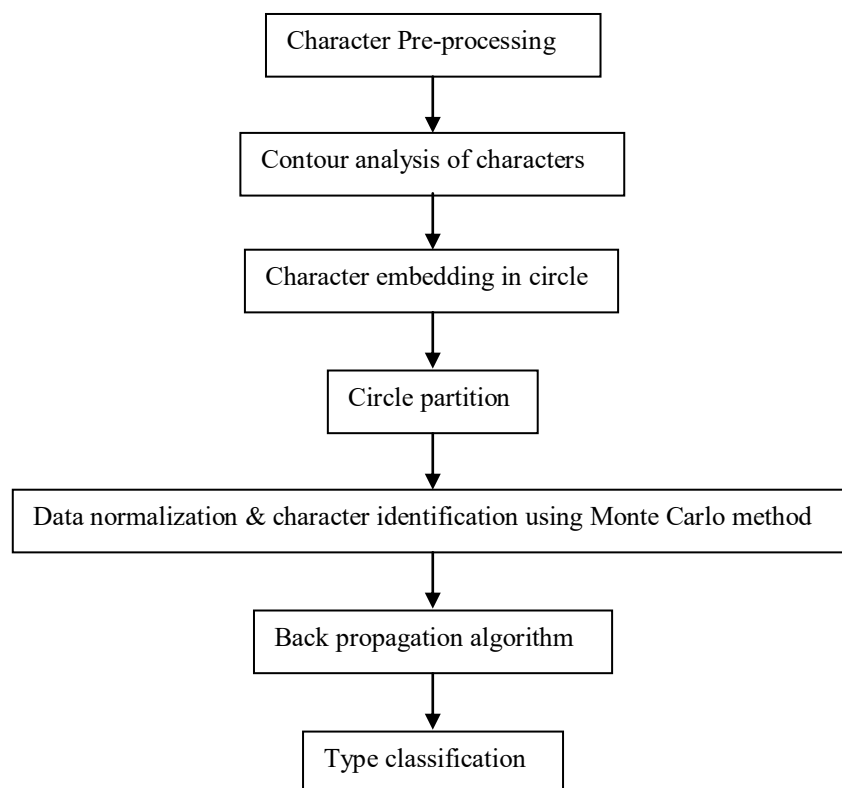 Character Pre-processing
Contour analysis of characters
Character embedding in circle
Circle partition
Data normalization & character identification using Monte Carlo method
Back propagation algorithm
Type classification